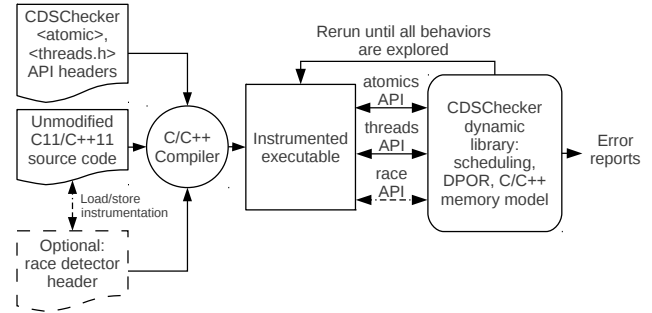 CDSChecker
<atomic>,
<threads.h>
API headers
Unmodified
C11/C++11
source code
Load/store
instrumentation
Optional:
race detector
header
C/C++
Compiler
Instrumented
executable
Rerun until all behaviors
are explored
atomics
API
threads
API
race
API
CDSChecker
dynamic
library:
scheduling,
DPOR, C/C++
memory model
Error
reports